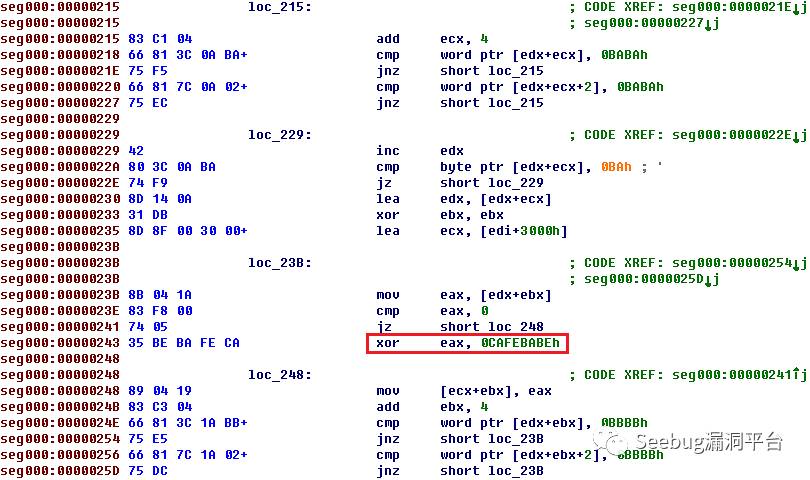 seg000:00000215 loc_215: ; CODE XREF: seg000:0000021E↓j
seg000:00000215 ; seg000:00000227↓j
seg000:00000215 83 C1 04 add ecx, 4
seg000:00000218 66 81 3C 0A BA+ cmp word ptr [edx+ecx], 0BABAh
seg000:0000021E 75 F5 jnz short loc_215
seg000:00000220 66 81 7C 0A 02+ cmp word ptr [edx+ecx+2], 0BABAh
seg000:00000227 75 EC jnz short loc_215
seg000:00000229
seg000:00000229 loc_229: ; CODE XREF: seg000:0000022E↓j
seg000:00000229 42 inc edx
seg000:0000022A 80 3C 0A BA cmp byte ptr [edx+ecx], 0BAh ; '
seg000:0000022E 74 F9 jz short loc_229
seg000:00000230 8D 14 0A lea edx, [edx+ecx]
seg000:00000233 31 DB xor ebx, ebx
seg000:00000235 8D 8F 00 30 00+ lea ecx, [edi+3000h]
seg000:0000023B
seg000:0000023B loc_23B: ; CODE XREF: seg000:00000254↓j
seg000:0000023B ; seg000:0000025D↓j
seg000:0000023B 8B 04 1A mov eax, [edx+ebx]
seg000:0000023E 83 F8 00 cmp eax, 0
seg000:00000241 74 05 jz short loc_248
seg000:00000243 35 BE BA FE CA xor eax, 0CAFEBABEh
seg000:00000248
seg000:00000248 loc_248: ; CODE XREF: seg000:00000241↑j
seg000:00000248 89 04 19 mov [ecx+ebx], eax
seg000:0000024B 83 C3 04 add ebx, 4
seg000:0000024E 66 81 3C 1A BB+ cmp word ptr [edx+ebx], 0BBBBh
seg000:00000254 75 E5 jnz short loc_23B
seg000:00000256 66 81 7C 1A 02+ cmp word ptr [edx+ebx+2], 0BBBBh
seg000:0000025D 75 DC jnz short loc_23B
Seebug漏洞平台